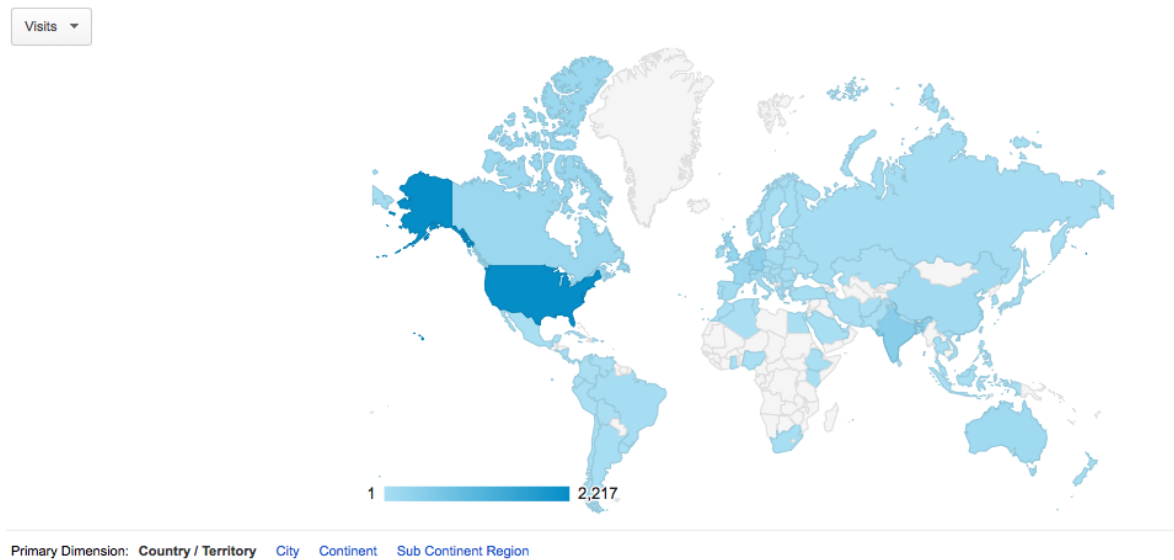 Visits
1 2,217
Primary Dimension: Country / Territory City Continent Sub Continent Region